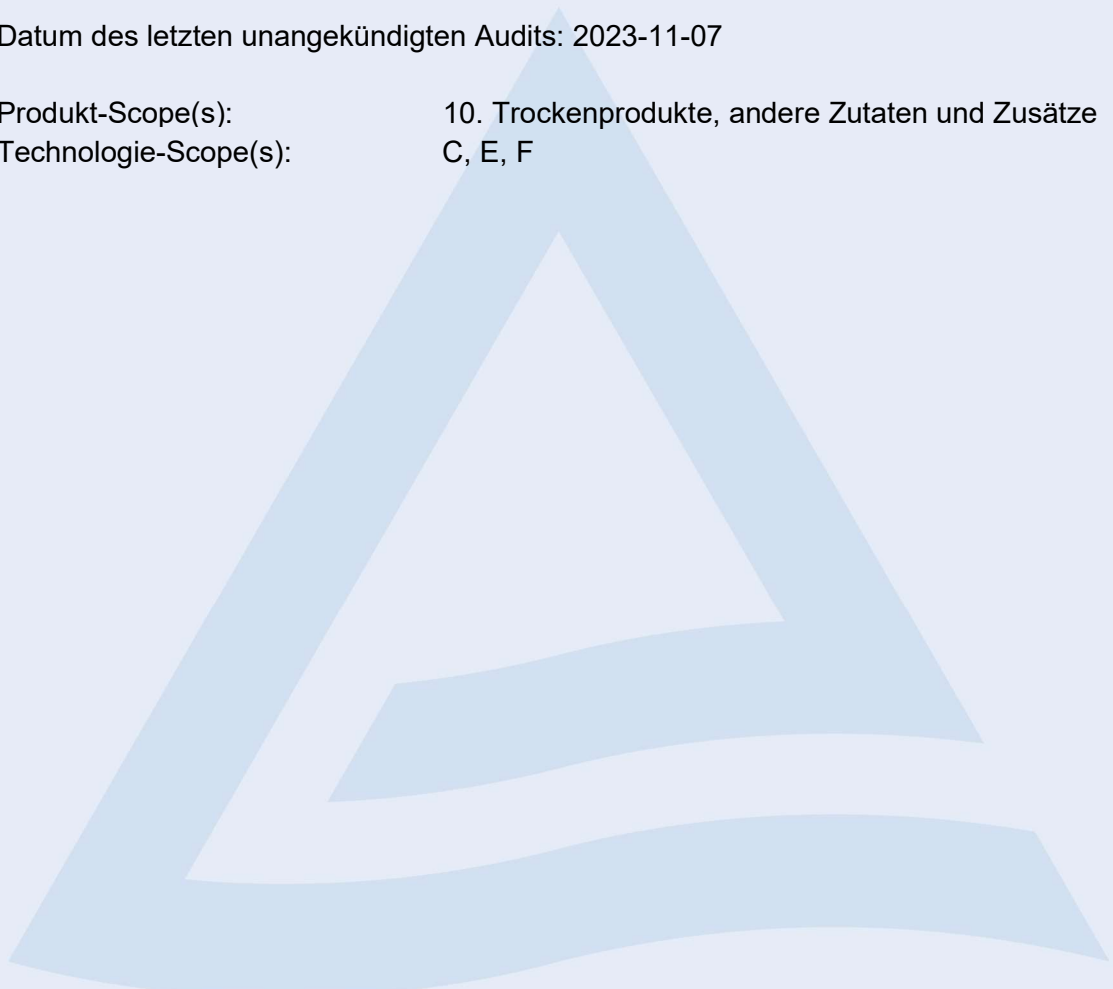 Datum des letzten unangekündigten Audits: 2023-11-07
Produkt-Scope(s): 10. Trockenprodukte, andere Zutaten und Zusätze
Technologie-Scope(s): C, E, F